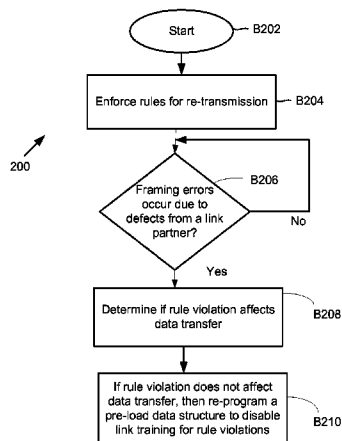 Start
B202
Enforce rules for re-transmission
B204
200
B206
Framing errors
occur due to
defects from a link
partner?
No
Yes
Determine if rule violation affects
data transfer
B208
If rule violation does not affect
data transfer, then re-program a
pre-load data structure to disable
link training for rule violations
B210